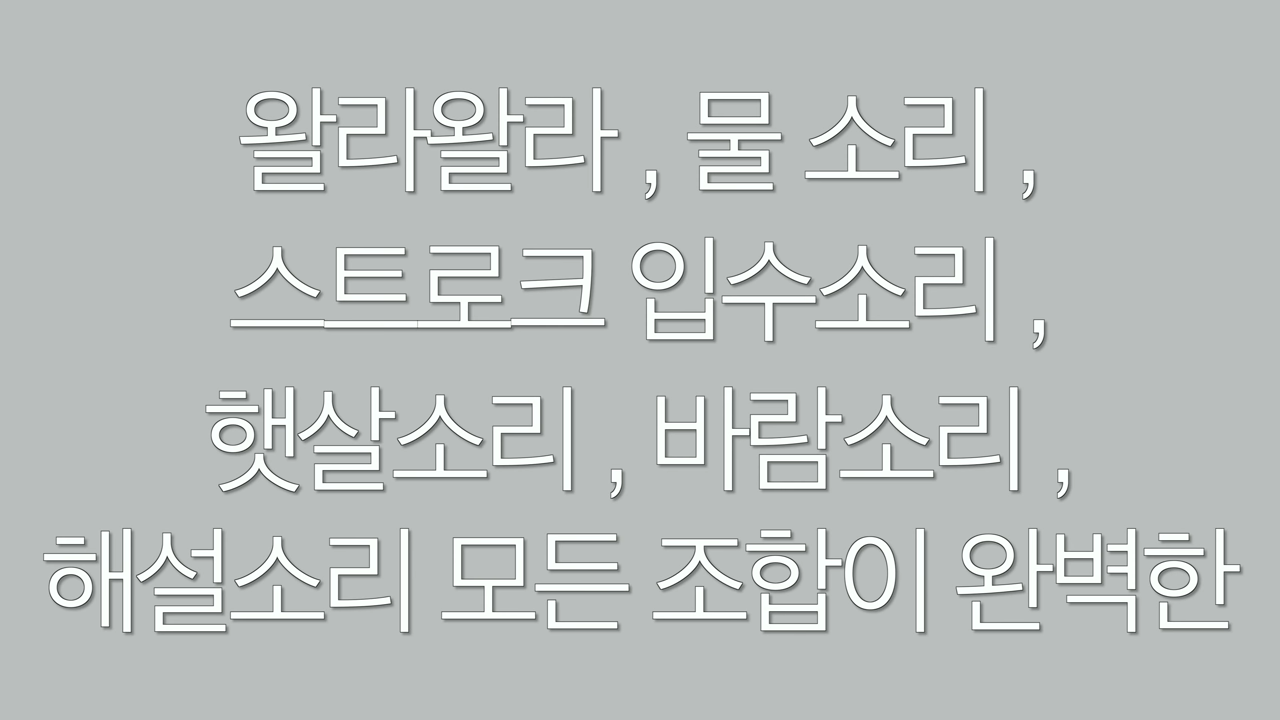 왈라왈라 , 물 소리 ,
스트로크 입수소리 ,
햇살소리 , 바람소리 ,
해설소리 모든 조합이 완벽한